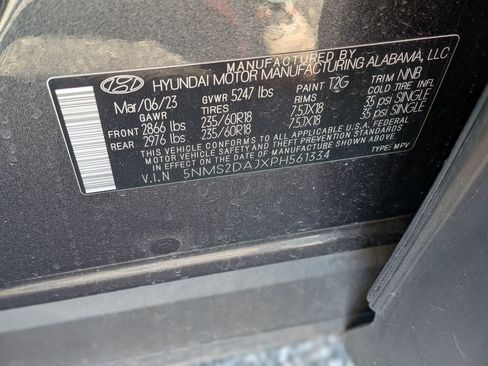 MANUFACTURED BY
HYUNDAI MOTOR MANUFACTURING ALABAMA, LLC
Mar/06/23 GVWR 5247 lbs PAINT T2G TRIM NNB
GAWR TIRES RIMS COLD TIRE INFL
FRONT 2866 lbs 235/60R18 7.5JX18 35 psi SINGLE
REAR 2976 lbs 235/60R18 7.5JX18 35 psi SINGLE
THIS VEHICLE CONFORMS TO ALL APPLICABLE U.S.A. FEDERAL
MOTOR VEHICLE SAFETY AND THEFT PREVENTION STANDARDS
IN EFFECT ON THE DATE OF MANUFACTURE SHOWN ABOVE.
V.I.N 5NMS2DAJXPH561334 TYPE: MPV